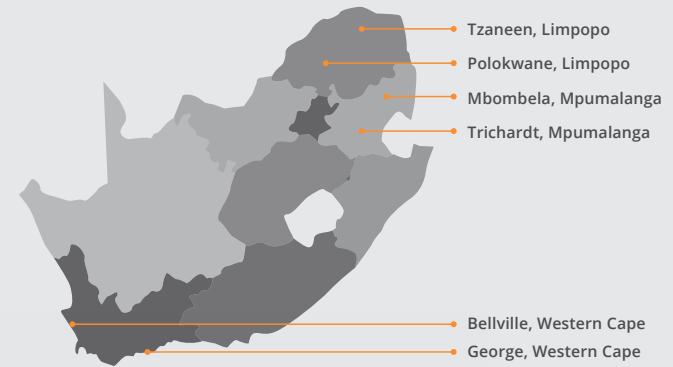 Tzaneen, Limpopo
Polokwane, Limpopo
Mbombela, Mpumalanga
Trichardt, Mpumalanga
Bellville, Western Cape
George, Western Cape